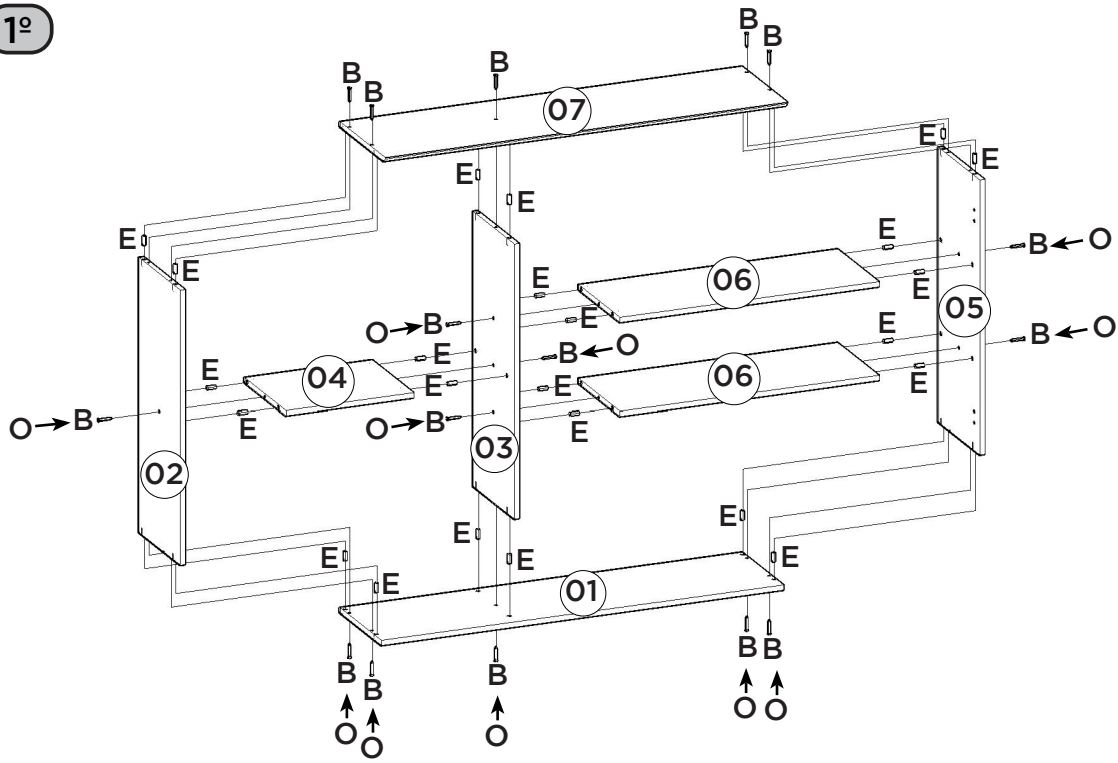 1º
B B
B B B
07
E E
E E
E E
E E
06
E B ← O
E E
O → B E 05
E
E E B ← O
04 B ← O
E E 06 E
E E
O → B E O → B E
02 03
E E
E E E
E 01
B B B B B
↑ ↑ ↑ ↑ ↑
O O O O O